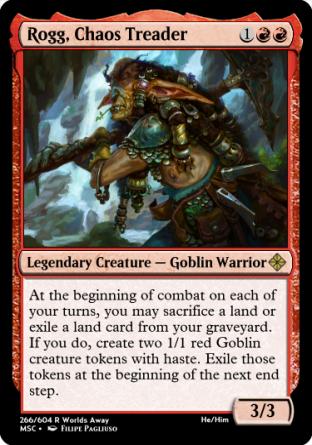 Rogg, Chaos Treader 1
Legendary Creature — Goblin Warrior
At the beginning of combat on each of
your turns, you may sacrifice a land or
exile a land card from your graveyard.
If you do, create two 1/1 red Goblin
creature tokens with haste. Exile those
tokens at the beginning of the next end
step.
3/3
266/604 R Worlds Away He/Him
MSC • Filipe Pagliuso